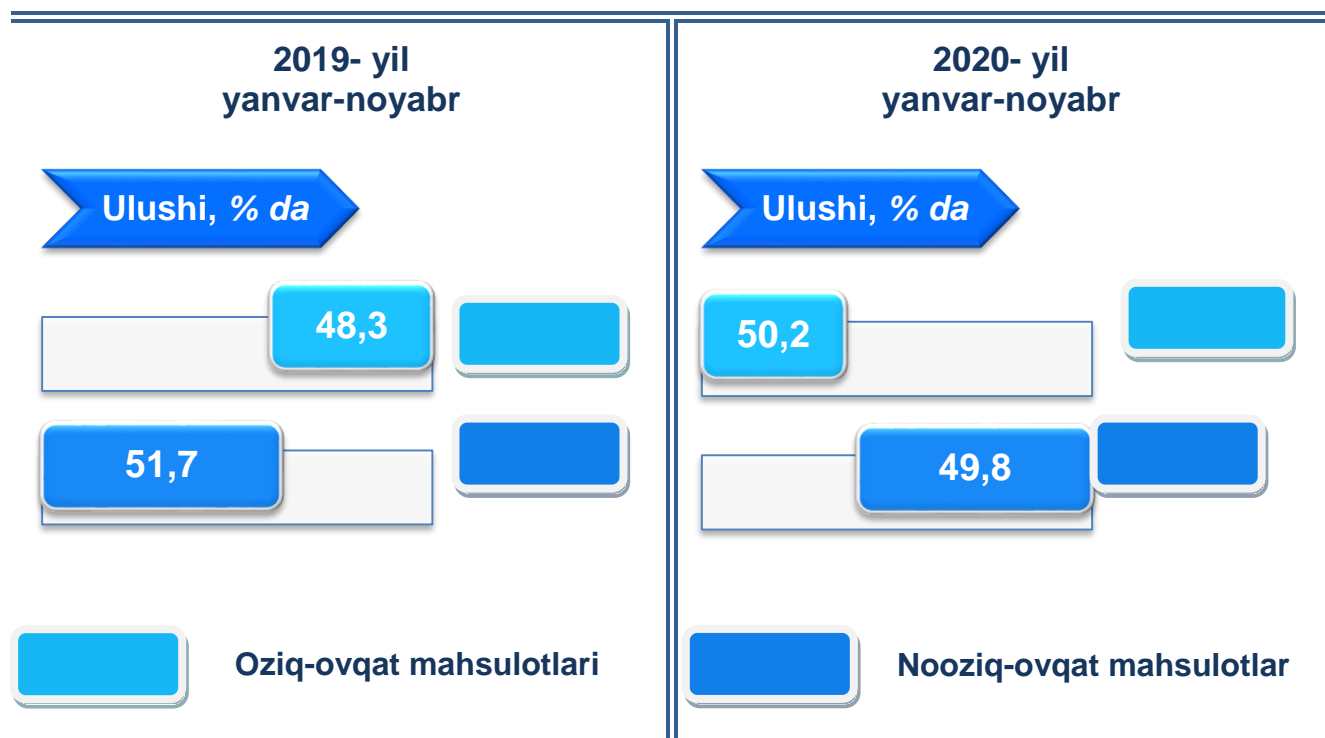 2019- yil
yanvar-noyabr
Ulushi, % da
48,3
51,7
2020- yil
yanvar-noyabr
Ulushi, % da
50,2
49,8
Oziq-ovqat mahsulotlari
Nooziq-ovqat mahsulotlar